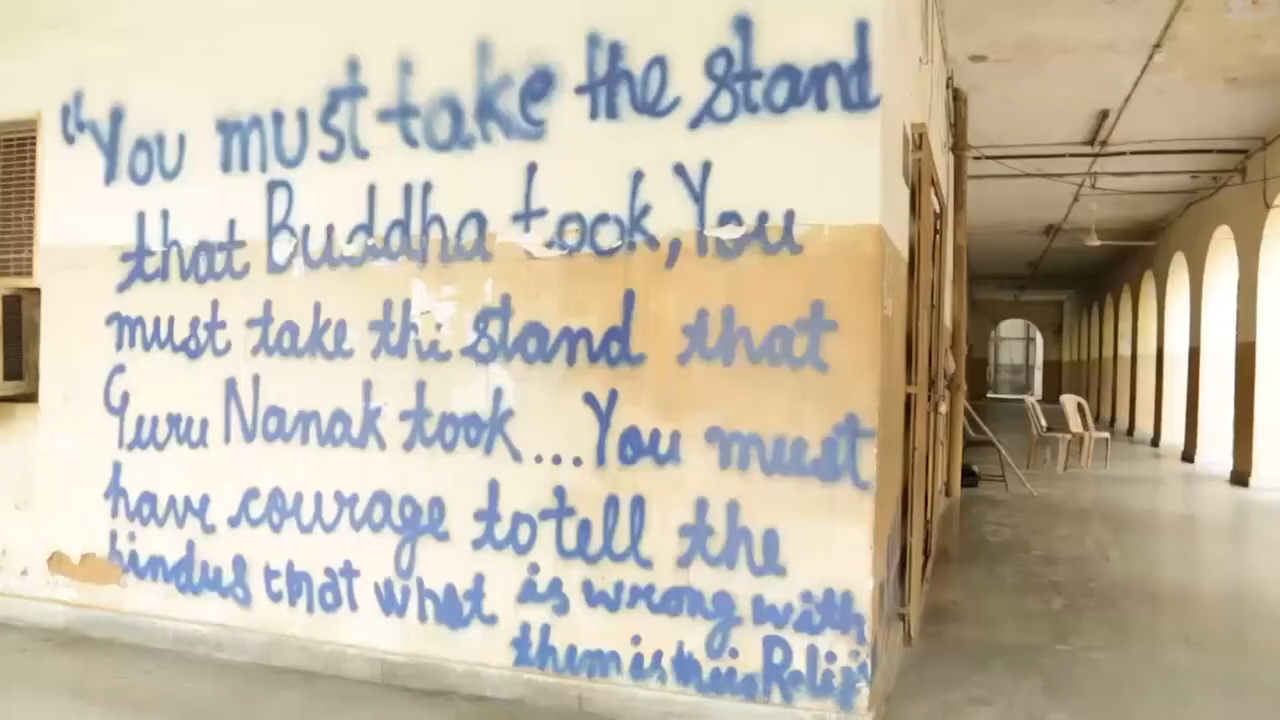 "You must take the stand
that Buddha took, You
must take the stand that
Guru Nanak took...You must
have courage to tell the
hindus that what is wrong with
them is their